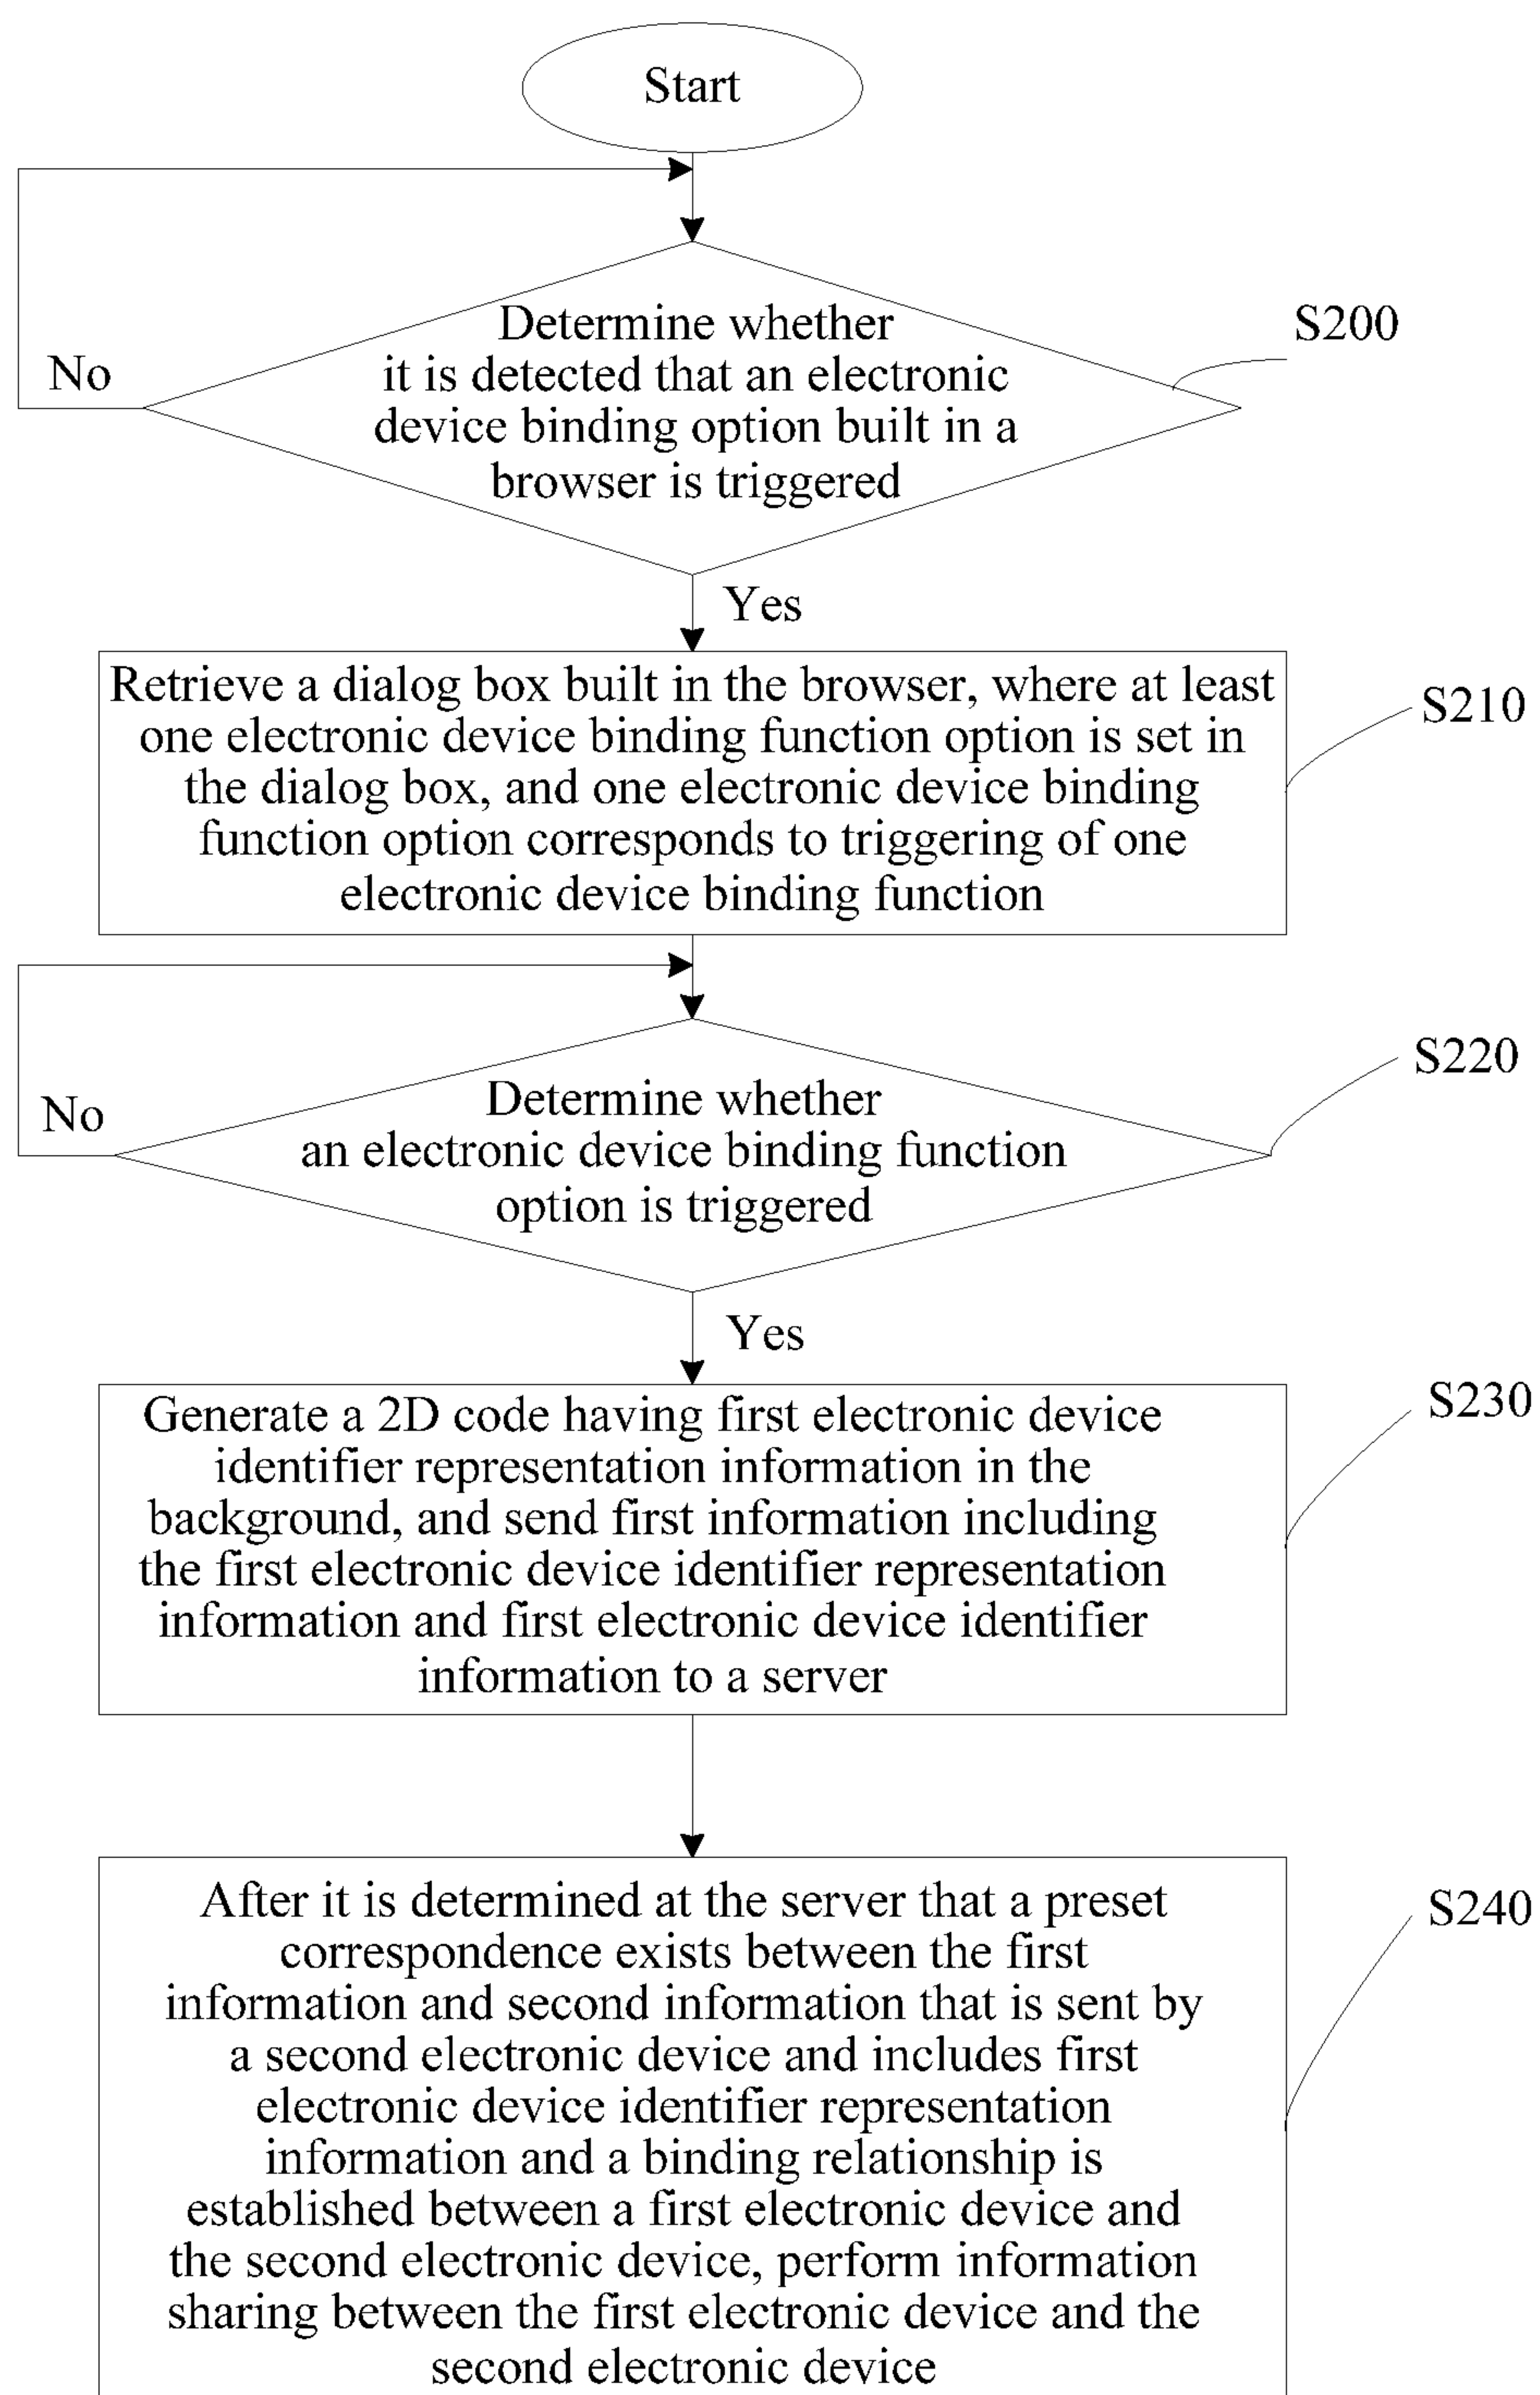 Start
Determine whether
it is detected that an electronic
device binding option built in a
browser is triggered
S200
No
Yes
Retrieve a dialog box built in the browser, where at least
one electronic device binding function option is set in
the dialog box, and one electronic device binding
function option corresponds to triggering of one
electronic device binding function
S210
Determine whether
an electronic device binding function
option is triggered
S220
No
Yes
Generate a 2D code having first electronic device
identifier representation information in the
background, and send first information including
the first electronic device identifier representation
information and first electronic device identifier
information to a server
S230
After it is determined at the server that a preset
correspondence exists between the first
information and second information that is sent by
a second electronic device and includes first
electronic device identifier representation
information and a binding relationship is
established between a first electronic device and
the second electronic device, perform information
sharing between the first electronic device and the
second electronic device
S240